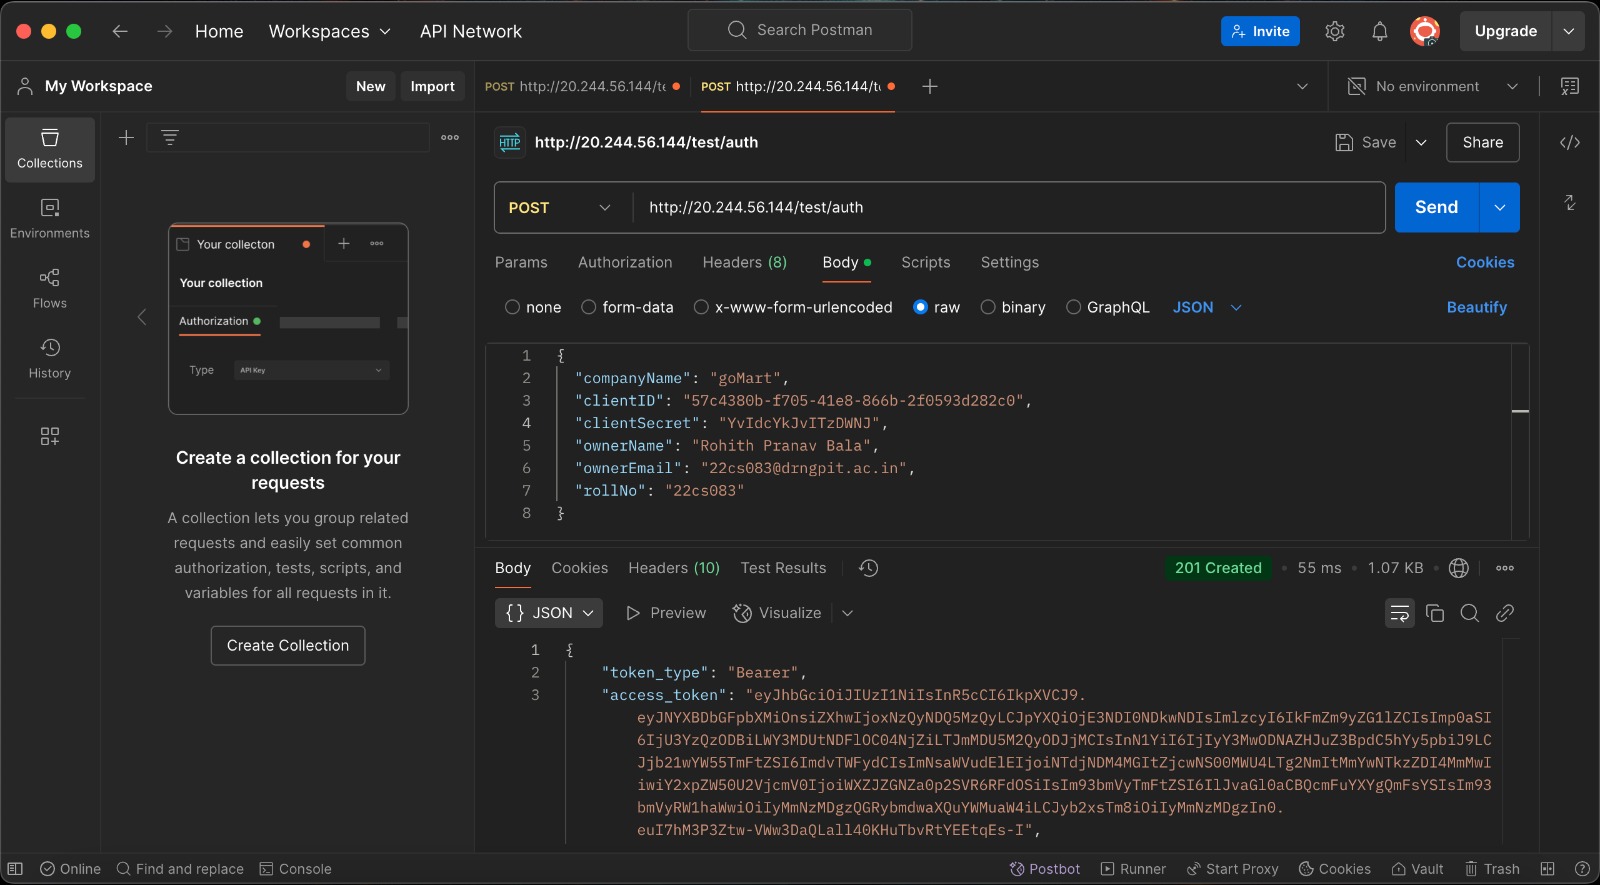 Home
Workspaces
API Network
Search Postman
Invite
Upgrade
My Workspace
New
Import
POST http://20.244.56.144/te
POST http://20.244.56.144/t
No environment
Collections
Environments
Flows
History
Your collecton
Your collection
Authorization
Type
API Key
Create a collection for your
requests
A collection lets you group related
requests and easily set common
authorization, tests, scripts, and
variables for all requests in it.
Create Collection
HTTP
http://20.244.56.144/test/auth
Save
Share
POST
http://20.244.56.144/test/auth
Send
Params
Authorization
Headers (8)
Body
Scripts
Settings
Cookies
none
form-data
x-www-form-urlencoded
raw
binary
GraphQL
JSON
Beautify
1 {
2 "companyName": "goMart",
3 "clientID": "57c4380b-f705-41e8-866b-2f0593d282c0",
4 "clientSecret": "YvIdcYkJvITzDWNJ",
5 "ownerName": "Rohith Pranav Bala",
6 "ownerEmail": "22cs083@drngpit.ac.in",
7 "rollNo": "22cs083"
8 }
Body
Cookies
Headers (10)
Test Results
201 Created
55 ms
1.07 KB
{} JSON
Preview
Visualize
1 {
2 "token_type": "Bearer",
3 "access_token": "eyJhbGciOiJIUzI1NiIsInR5cCI6IkpXVCJ9.
eyJNYXBDbGFpbXMiOnsiZXhwIjoxNzQyNDQ5MzQyLCJpYXQiOjE3NDI0NDkwNDIsImlzcyI6IkFmZm9yZG1lZCIsImp0aSI
6IjU3YzQzODBiLWY3MDUtNDFlOC04NjZiLTJmMDU5M2QyODJjMCIsInN1YiI6IjIyY3MwODNAZHJuZ3BpdC5hYy5pbiJ9LC
Jjb21wYW55TmFtZSI6ImdvTWFydCIsImNsaWVudElEIjoiNTdjNDM4MGItZjcwNS00MWU4LTg2NmItMmYwNTkzZDI4MmMwI
iwiY2xpZW50U2VjcmV0IjoiWXZJZGNZa0p2SVR6RFdOSiIsIm93bmVyTmFtZSI6IlJvaGl0aCBQcmFuYXYgQmFsYSIsIm93
bmVyRW1haWwiOiIyMmNzMDgzQGRybmdwaXQuYWMuaW4iLCJyb2xsTm8iOiIyMmNzMDgzIn0.
euI7hM3P3Ztw-VWw3DaQLall40KHuTbvRtYEEtqEs-I",
Online
Find and replace
Console
Postbot
Runner
Start Proxy
Cookies
Vault
Trash